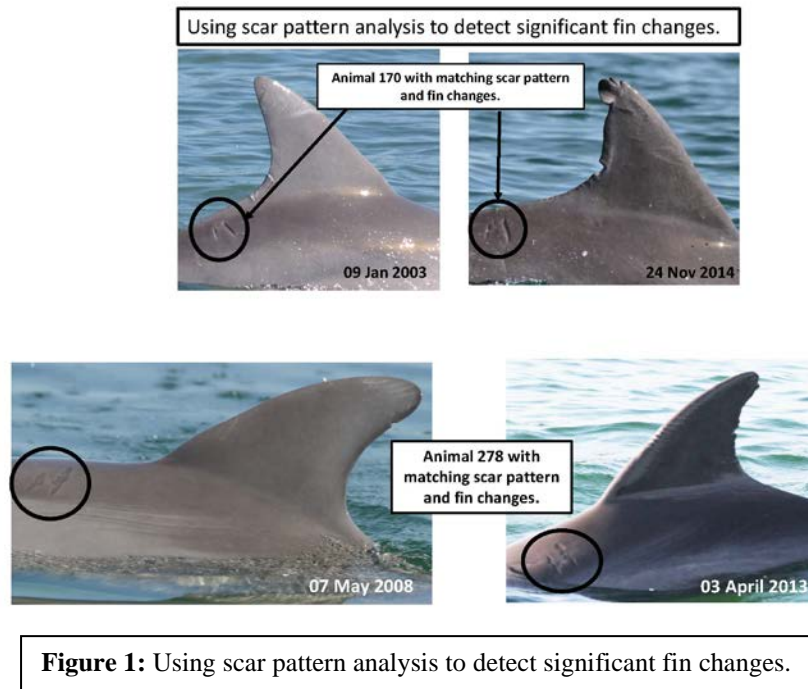 Using scar pattern analysis to detect significant fin changes.
Animal 170 with matching scar pattern
and fin changes.
09 Jan 2003
24 Nov 2014
Animal 278 with
matching scar pattern
and fin changes.
07 May 2008
03 April 2013
Figure 1: Using scar pattern analysis to detect significant fin changes.